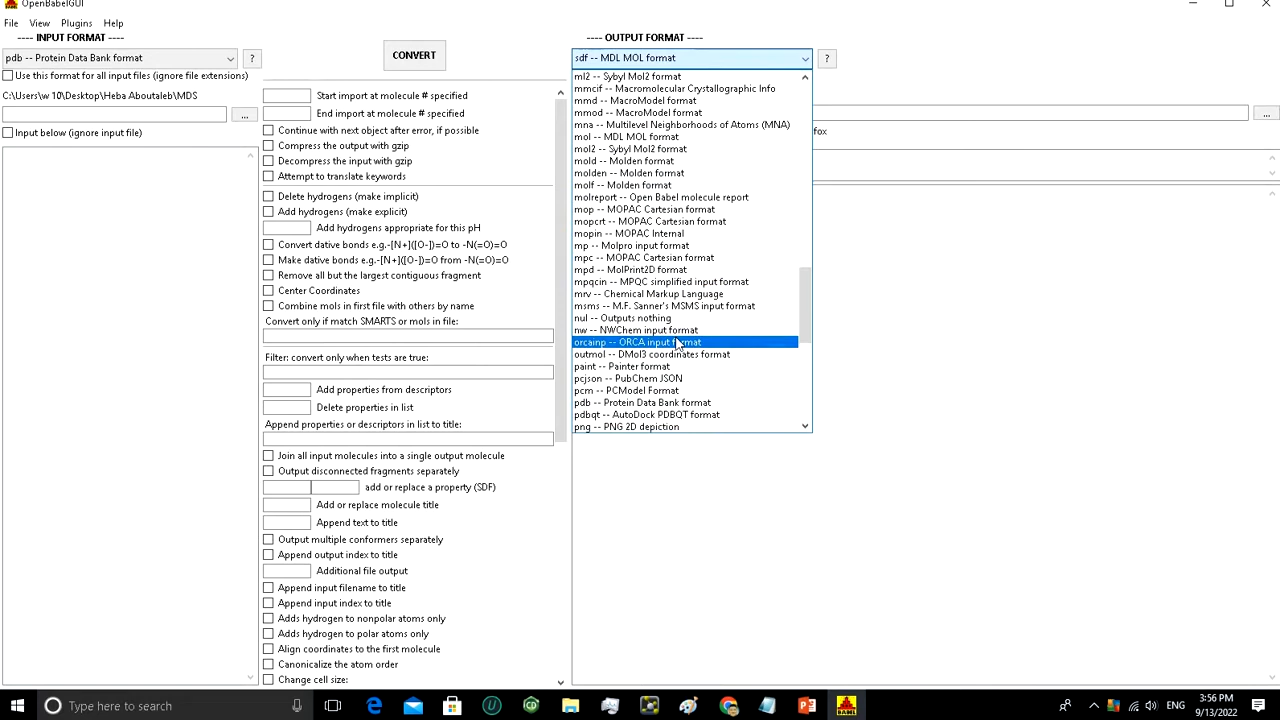 OpenBabelGUI
File View Plugins Help
---- INPUT FORMAT ----
pdb -- Protein Data Bank format
?
Use this format for all input files (ignore file extensions)
C:\Users\w 10\Desktop\Heba Aboutaleb\MDS
...
Input below (ignore input file)
CONVERT
Start import at molecule # specified
End import at molecule # specified
Continue with next object after error, if possible
Compress the output with gzip
Decompress the input with gzip
Attempt to translate keywords
Delete hydrogens (make implicit)
Add hydrogens (make explicit)
Add hydrogens appropriate for this pH
Convert dative bonds e.g.-[N+]([O-])=O to -N(=O)=O
Make dative bonds e.g.-[N+]([O-])=O from -N(=O)=O
Remove all but the largest contiguous fragment
Center Coordinates
Combine mols in first file with others by name
Convert only if match SMARTS or mols in file:
Filter: convert only when tests are true:
Add properties from descriptors
Delete properties in list
Append properties or descriptors in list to title:
Join all input molecules into a single output molecule
Output disconnected fragments separately
add or replace a property (SDF)
Add or replace molecule title
Append text to title
Output multiple conformers separately
Append output index to title
Additional file output
Append input filename to title
Append input index to title
Adds hydrogen to nonpolar atoms only
Adds hydrogen to polar atoms only
Align coordinates to the first molecule
Canonicalize the atom order
Change cell size:
---- OUTPUT FORMAT ----
sdf -- MDL MOL format
?
ml2 -- Sybyl Mol2 format
mmcif -- Macromolecular Crystallographic Info
mmd -- MacroModel format
mmod -- MacroModel format
mna -- Multilevel Neighborhoods of Atoms (MNA)
mol -- MDL MOL format
mol2 -- Sybyl Mol2 format
mold -- Molden format
molden -- Molden format
molf -- Molden format
molreport -- Open Babel molecule report
mop -- MOPAC Cartesian format
mopcrt -- MOPAC Cartesian format
mopin -- MOPAC Internal
mp -- Molpro input format
mpc -- MOPAC Cartesian format
mpd -- MolPrint2D format
mpqcin -- MPQC simplified input format
mrv -- Chemical Markup Language
msms -- M.F. Sanner's MSMS input format
nul -- Outputs nothing
nw -- NWChem input format
orcainp -- ORCA input format
outmol -- DMol3 coordinates format
paint -- Painter format
pcjson -- PubChem JSON
pcm -- PCModel Format
pdb -- Protein Data Bank format
pdbqt -- AutoDock PDBQT format
png -- PNG 2D depiction
...
fox
Type here to search
ENG
3:56 PM
9/13/2022